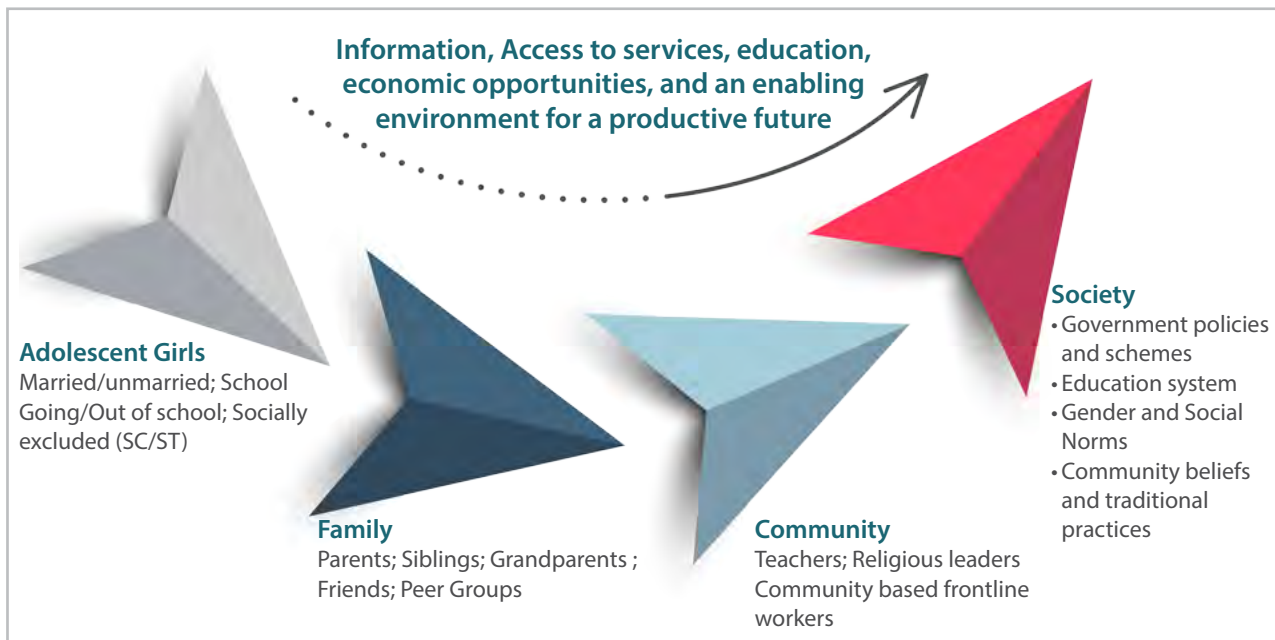 Information, Access to services, education,
economic opportunities, and an enabling
environment for a productive future
Adolescent Girls
Married/unmarried; School
Going/Out of school; Socially
excluded (SC/ST)
Family
Parents; Siblings; Grandparents ;
Friends; Peer Groups
Community
Teachers; Religious leaders
Community based frontline
workers
Society
• Government policies
and schemes
• Education system
• Gender and Social
Norms
• Community beliefs
and traditional
practices